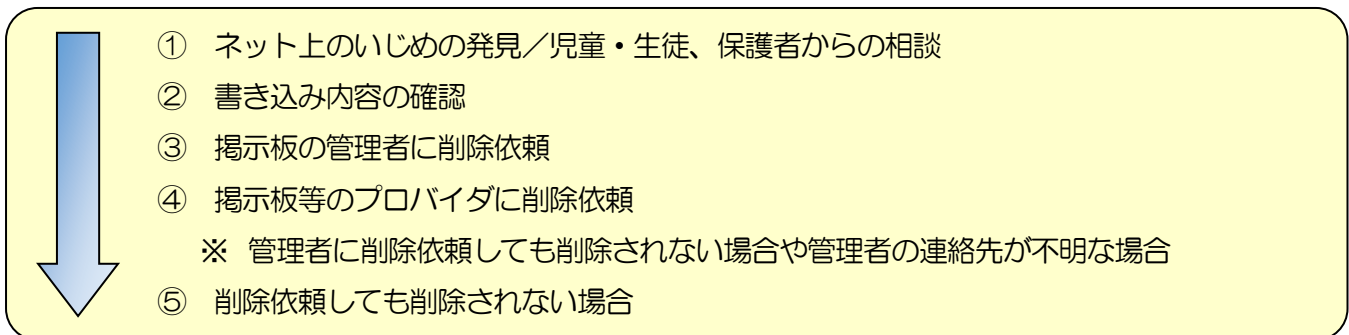 ① ネット上のいじめの発見／児童・生徒、保護者からの相談
② 書き込み内容の確認
③ 掲示板の管理者に削除依頼
④ 掲示板等のプロバイダに削除依頼
※ 管理者に削除依頼しても削除されない場合や管理者の連絡先が不明な場合
⑤ 削除依頼しても削除されない場合